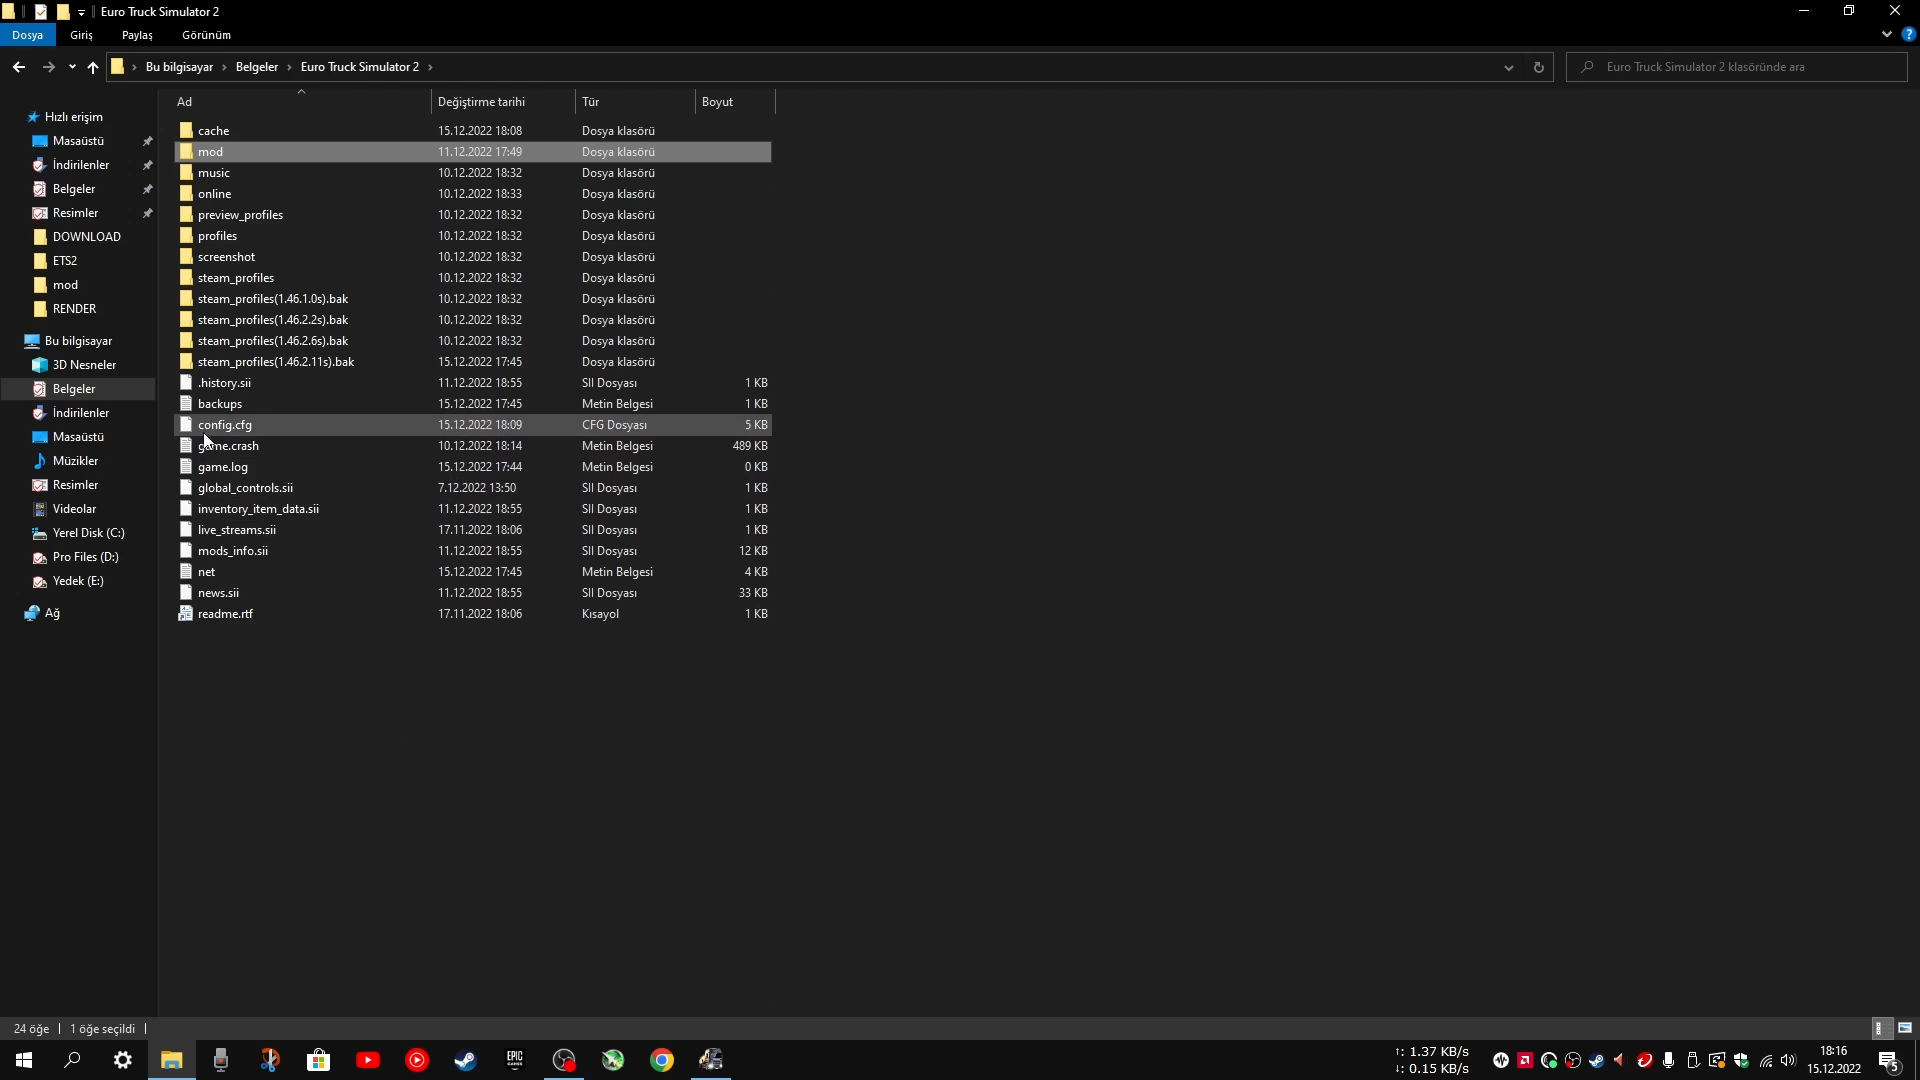 Euro Truck Simulator 2
Dosya Giriş Paylaş Görünüm
Bu bilgisayar › Belgeler › Euro Truck Simulator 2 ›
Euro Truck Simulator 2 klasöründe ara
Hızlı erişim
Masaüstü
İndirilenler
Belgeler
Resimler
DOWNLOAD
ETS2
mod
RENDER
Bu bilgisayar
3D Nesneler
Belgeler
İndirilenler
Masaüstü
Müzikler
Resimler
Videolar
Yerel Disk (C:)
Pro Files (D:)
Yedek (E:)
Ağ
Ad Değiştirme tarihi Tür Boyut
cache 15.12.2022 18:08 Dosya klasörü
mod 11.12.2022 17:49 Dosya klasörü
music 10.12.2022 18:32 Dosya klasörü
online 10.12.2022 18:33 Dosya klasörü
preview_profiles 10.12.2022 18:32 Dosya klasörü
profiles 10.12.2022 18:32 Dosya klasörü
screenshot 10.12.2022 18:32 Dosya klasörü
steam_profiles 10.12.2022 18:32 Dosya klasörü
steam_profiles(1.46.1.0s).bak 10.12.2022 18:32 Dosya klasörü
steam_profiles(1.46.2.2s).bak 10.12.2022 18:32 Dosya klasörü
steam_profiles(1.46.2.6s).bak 10.12.2022 18:32 Dosya klasörü
steam_profiles(1.46.2.11s).bak 15.12.2022 17:45 Dosya klasörü
.history.sii 11.12.2022 18:55 SII Dosyası 1 KB
backups 15.12.2022 17:45 Metin Belgesi 1 KB
config.cfg 15.12.2022 18:09 CFG Dosyası 5 KB
game.crash 10.12.2022 18:14 Metin Belgesi 489 KB
game.log 15.12.2022 17:44 Metin Belgesi 0 KB
global_controls.sii 7.12.2022 13:50 SII Dosyası 1 KB
inventory_item_data.sii 11.12.2022 18:55 SII Dosyası 1 KB
live_streams.sii 17.11.2022 18:06 SII Dosyası 1 KB
mods_info.sii 11.12.2022 18:55 SII Dosyası 12 KB
net 15.12.2022 17:45 Metin Belgesi 4 KB
news.sii 11.12.2022 18:55 SII Dosyası 33 KB
readme.rtf 17.11.2022 18:06 Kısayol 1 KB
24 öğe 1 öğe seçildi
EPIC GAMES
↑: 1.37 KB/s
↓: 0.15 KB/s
18:16
15.12.2022
5